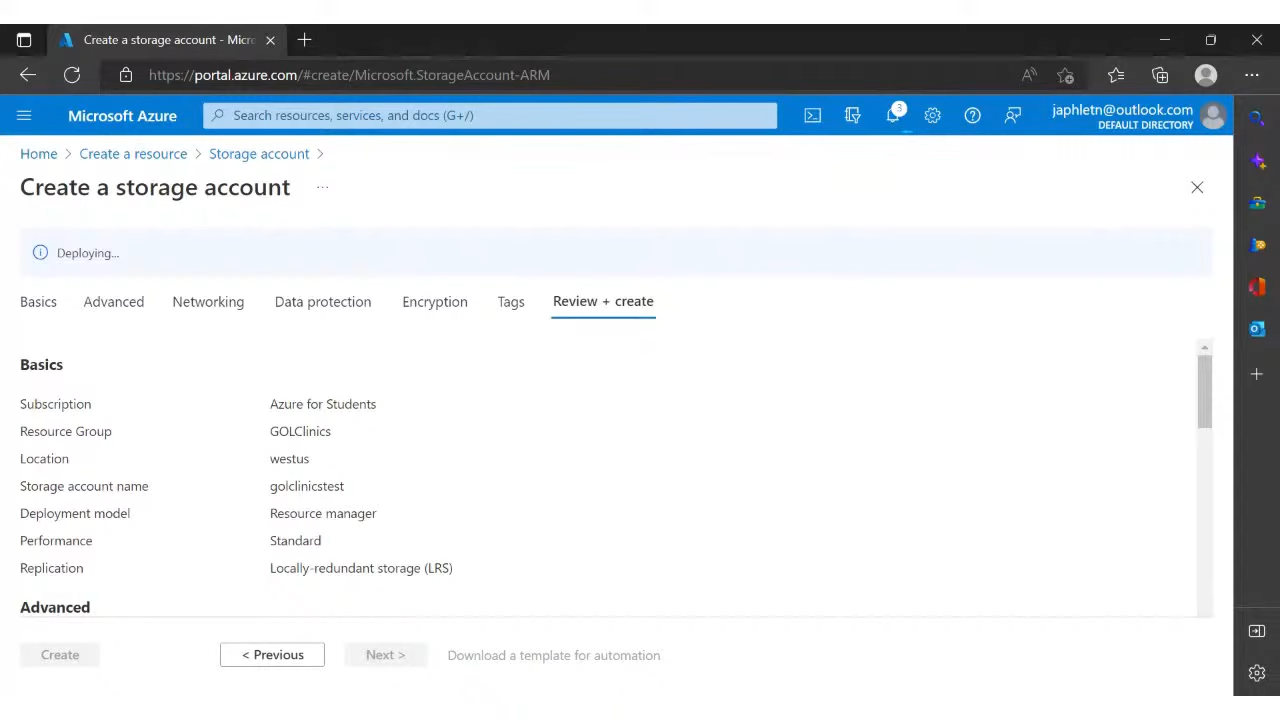 Create a storage account - Micr
https://portal.azure.com/#create/Microsoft.StorageAccount-ARM
Microsoft Azure
Search resources, services, and docs (G+/)
3
japhletn@outlook.com
DEFAULT DIRECTORY
Home > Create a resource > Storage account >
Create a storage account ...
Deploying...
Basics Advanced Networking Data protection Encryption Tags Review + create
Basics
Subscription Azure for Students
Resource Group GOLClinics
Location westus
Storage account name golclinicstest
Deployment model Resource manager
Performance Standard
Replication Locally-redundant storage (LRS)
Advanced
Create < Previous Next > Download a template for automation